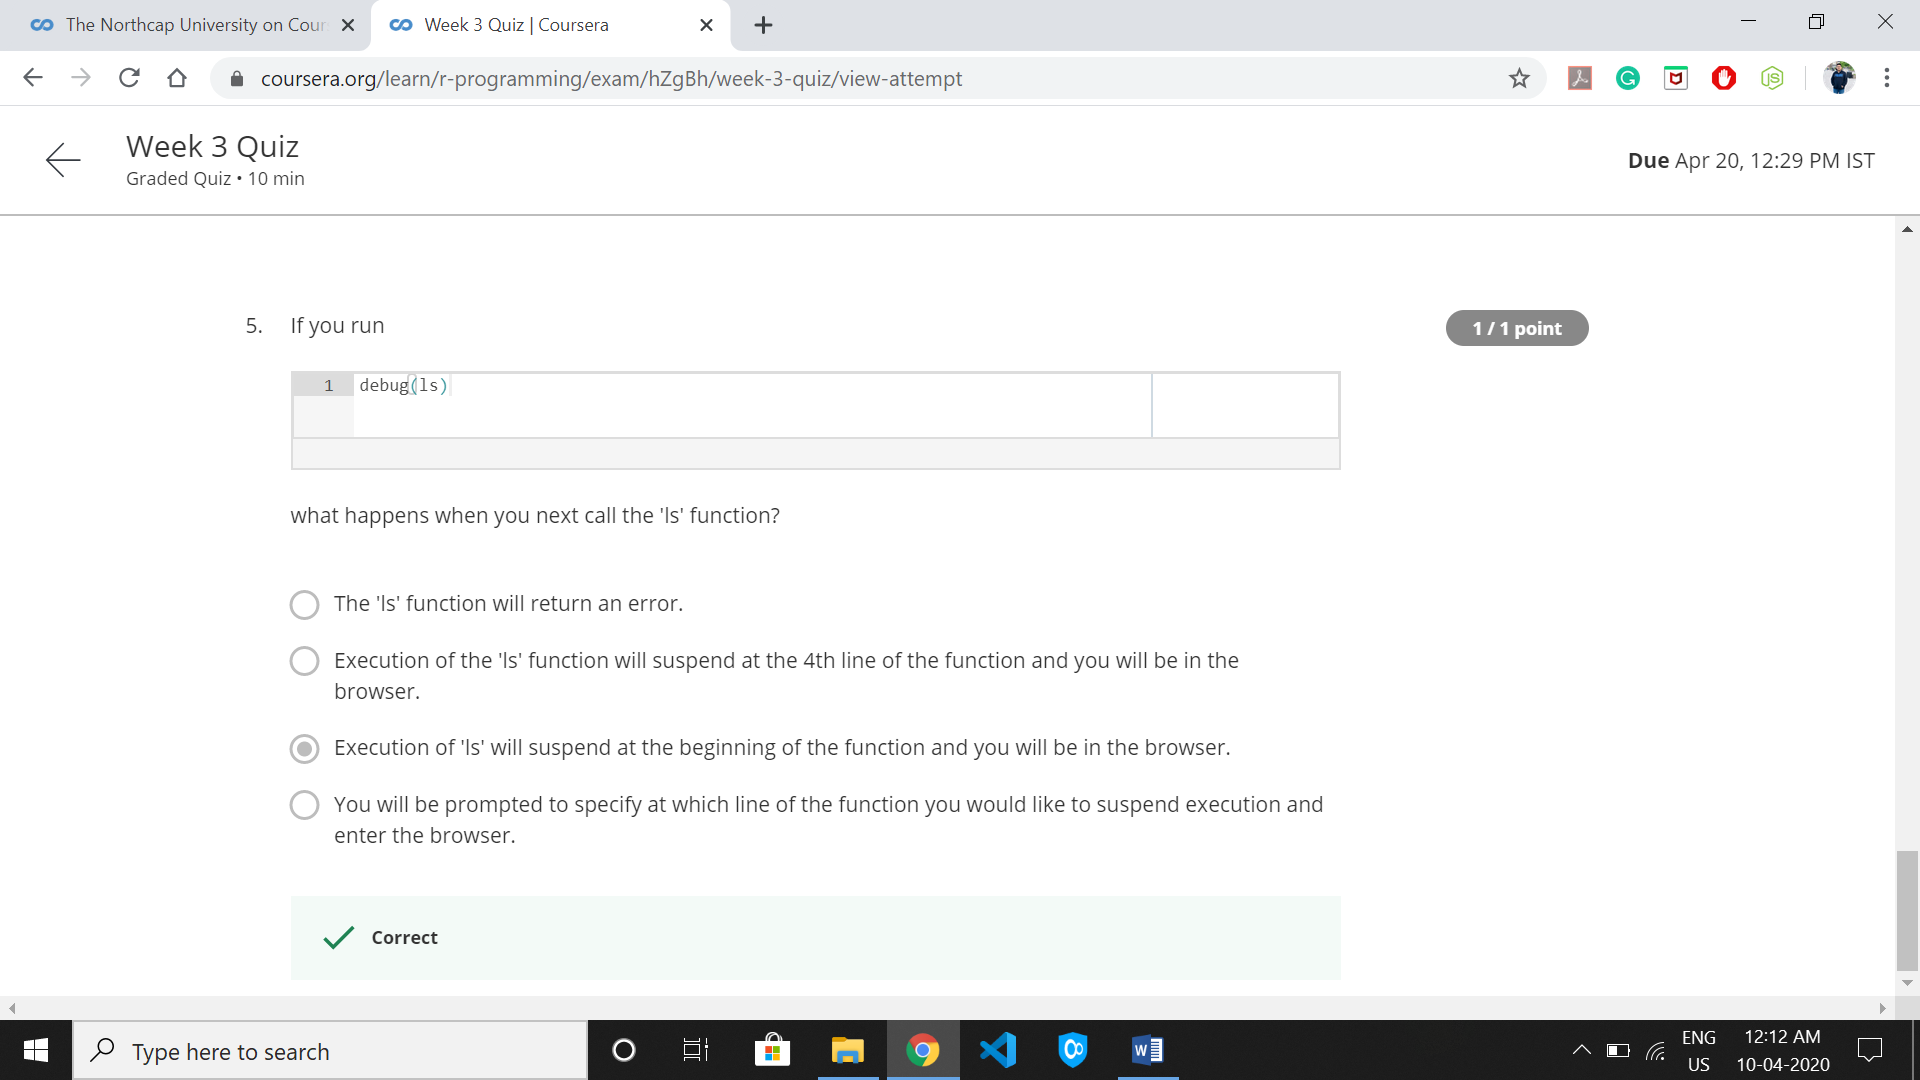 The Northcap University on Cour
Week 3 Quiz | Coursera
coursera.org/learn/r-programming/exam/hZgBh/week-3-quiz/view-attempt
Week 3 Quiz
Graded Quiz • 10 min
Due Apr 20, 12:29 PM IST
5. If you run
1 / 1 point
1 debug(ls)
what happens when you next call the 'ls' function?
The 'ls' function will return an error.
Execution of the 'ls' function will suspend at the 4th line of the function and you will be in the
browser.
Execution of 'ls' will suspend at the beginning of the function and you will be in the browser.
You will be prompted to specify at which line of the function you would like to suspend execution and
enter the browser.
Correct
Type here to search
ENG
US
12:12 AM
10-04-2020